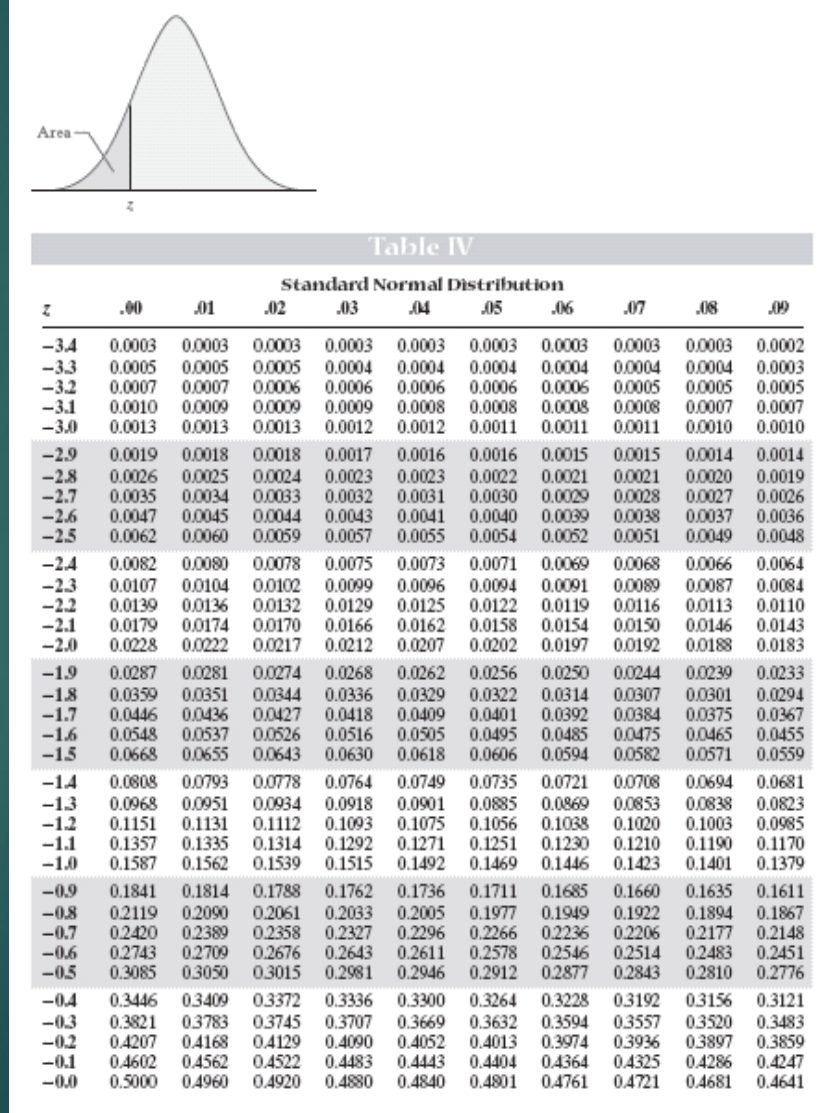 Area
z
Table IV
Standard Normal Distribution
z .00 .01 .02 .03 .04 .05 .06 .07 .08 .09
−3.4 0.0003 0.0003 0.0003 0.0003 0.0003 0.0003 0.0003 0.0003 0.0003 0.0002
−3.3 0.0005 0.0005 0.0005 0.0004 0.0004 0.0004 0.0004 0.0004 0.0004 0.0003
−3.2 0.0007 0.0007 0.0006 0.0006 0.0006 0.0006 0.0006 0.0005 0.0005 0.0005
−3.1 0.0010 0.0009 0.0009 0.0009 0.0008 0.0008 0.0008 0.0008 0.0007 0.0007
−3.0 0.0013 0.0013 0.0013 0.0012 0.0012 0.0011 0.0011 0.0011 0.0010 0.0010
−2.9 0.0019 0.0018 0.0018 0.0017 0.0016 0.0016 0.0015 0.0015 0.0014 0.0014
−2.8 0.0026 0.0025 0.0024 0.0023 0.0023 0.0022 0.0021 0.0021 0.0020 0.0019
−2.7 0.0035 0.0034 0.0033 0.0032 0.0031 0.0030 0.0029 0.0028 0.0027 0.0026
−2.6 0.0047 0.0045 0.0044 0.0043 0.0041 0.0040 0.0039 0.0038 0.0037 0.0036
−2.5 0.0062 0.0060 0.0059 0.0057 0.0055 0.0054 0.0052 0.0051 0.0049 0.0048
−2.4 0.0082 0.0080 0.0078 0.0075 0.0073 0.0071 0.0069 0.0068 0.0066 0.0064
−2.3 0.0107 0.0104 0.0102 0.0099 0.0096 0.0094 0.0091 0.0089 0.0087 0.0084
−2.2 0.0139 0.0136 0.0132 0.0129 0.0125 0.0122 0.0119 0.0116 0.0113 0.0110
−2.1 0.0179 0.0174 0.0170 0.0166 0.0162 0.0158 0.0154 0.0150 0.0146 0.0143
−2.0 0.0228 0.0222 0.0217 0.0212 0.0207 0.0202 0.0197 0.0192 0.0188 0.0183
−1.9 0.0287 0.0281 0.0274 0.0268 0.0262 0.0256 0.0250 0.0244 0.0239 0.0233
−1.8 0.0359 0.0351 0.0344 0.0336 0.0329 0.0322 0.0314 0.0307 0.0301 0.0294
−1.7 0.0446 0.0436 0.0427 0.0418 0.0409 0.0401 0.0392 0.0384 0.0375 0.0367
−1.6 0.0548 0.0537 0.0526 0.0516 0.0505 0.0495 0.0485 0.0475 0.0465 0.0455
−1.5 0.0668 0.0655 0.0643 0.0630 0.0618 0.0606 0.0594 0.0582 0.0571 0.0559
−1.4 0.0808 0.0793 0.0778 0.0764 0.0749 0.0735 0.0721 0.0708 0.0694 0.0681
−1.3 0.0968 0.0951 0.0934 0.0918 0.0901 0.0885 0.0869 0.0853 0.0838 0.0823
−1.2 0.1151 0.1131 0.1112 0.1093 0.1075 0.1056 0.1038 0.1020 0.1003 0.0985
−1.1 0.1357 0.1335 0.1314 0.1292 0.1271 0.1251 0.1230 0.1210 0.1190 0.1170
−1.0 0.1587 0.1562 0.1539 0.1515 0.1492 0.1469 0.1446 0.1423 0.1401 0.1379
−0.9 0.1841 0.1814 0.1788 0.1762 0.1736 0.1711 0.1685 0.1660 0.1635 0.1611
−0.8 0.2119 0.2090 0.2061 0.2033 0.2005 0.1977 0.1949 0.1922 0.1894 0.1867
−0.7 0.2420 0.2389 0.2358 0.2327 0.2296 0.2266 0.2236 0.2206 0.2177 0.2148
−0.6 0.2743 0.2709 0.2676 0.2643 0.2611 0.2578 0.2546 0.2514 0.2483 0.2451
−0.5 0.3085 0.3050 0.3015 0.2981 0.2946 0.2912 0.2877 0.2843 0.2810 0.2776
−0.4 0.3446 0.3409 0.3372 0.3336 0.3300 0.3264 0.3228 0.3192 0.3156 0.3121
−0.3 0.3821 0.3783 0.3745 0.3707 0.3669 0.3632 0.3594 0.3557 0.3520 0.3483
−0.2 0.4207 0.4168 0.4129 0.4090 0.4052 0.4013 0.3974 0.3936 0.3897 0.3859
−0.1 0.4602 0.4562 0.4522 0.4483 0.4443 0.4404 0.4364 0.4325 0.4286 0.4247
−0.0 0.5000 0.4960 0.4920 0.4880 0.4840 0.4801 0.4761 0.4721 0.4681 0.4641